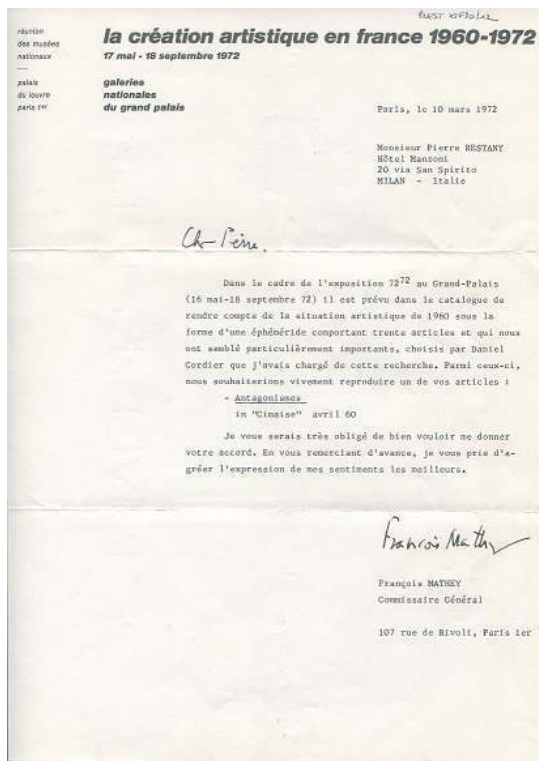 la création artistique en france 1960-1972
17 mai - 18 septembre 1972
réunion
des musées
nationaux
palais
du louvre
paris 1er
galeries
nationales
du grand palais
Paris, le 10 mars 1972
Monsieur Pierre RESTANY
Hôtel Manzoni
20 via San Spirito
MILAN - Italie
Cher Pierre.
Dans le cadre de l'exposition 72⁷² au Grand-Palais
(16 mai-18 septembre 72) il est prévu dans le catalogue de
rendre compte de la situation artistique de 1960 sous la
forme d'une éphéméride comportant trente articles et qui nous
ont semblé particulièrement importants, choisis par Daniel
Cordier que j'avais chargé de cette recherche. Parmi ceux-ci,
nous souhaiterions vivement reproduire un de vos articles :
- Antagonismes
in "Cimaise" avril 60
Je vous serais très obligé de bien vouloir me donner
votre accord. En vous remerciant d'avance, je vous prie d'a-
gréer l'expression de mes sentiments les meilleurs.
François Mathey
François MATHEY
Commissaire Général
107 rue de Rivoli, Paris 1er